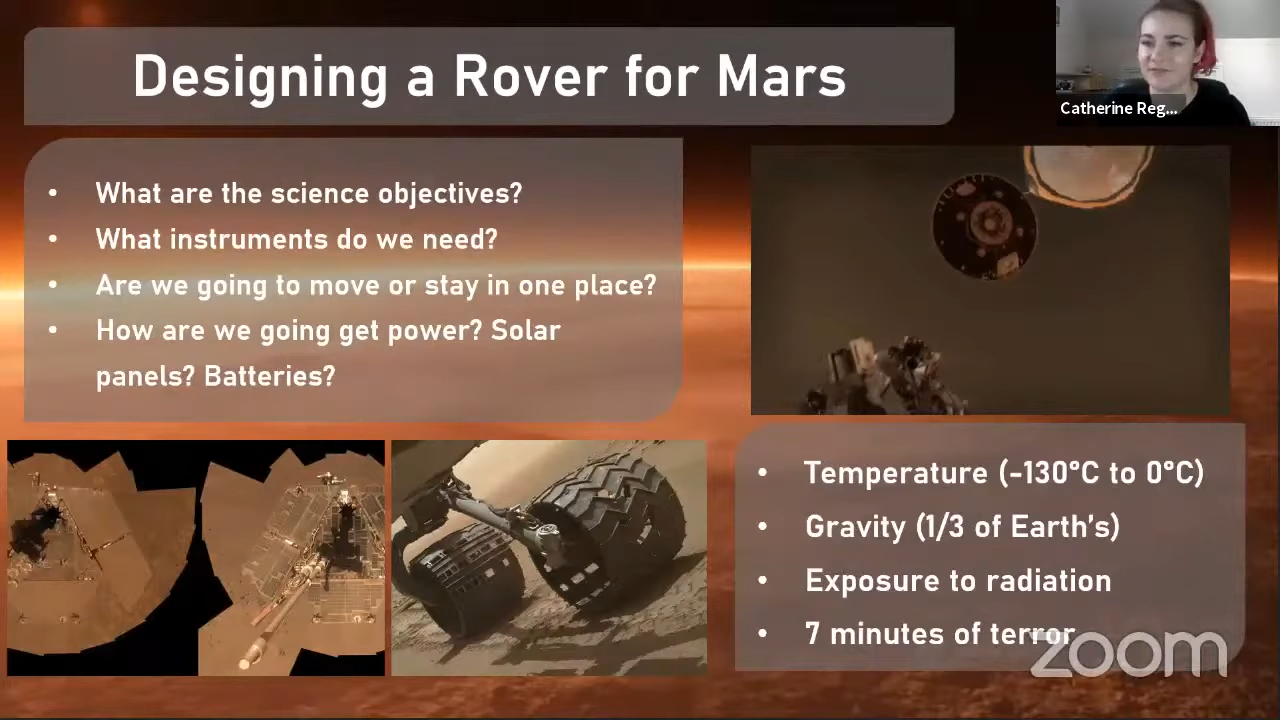 Designing a Rover for Mars
Catherine Reg...
• What are the science objectives?
• What instruments do we need?
• Are we going to move or stay in one place?
• How are we going get power? Solar
panels? Batteries?
• Temperature (-130°C to 0°C)
• Gravity (1/3 of Earth's)
• Exposure to radiation
• 7 minutes of terror
zoom